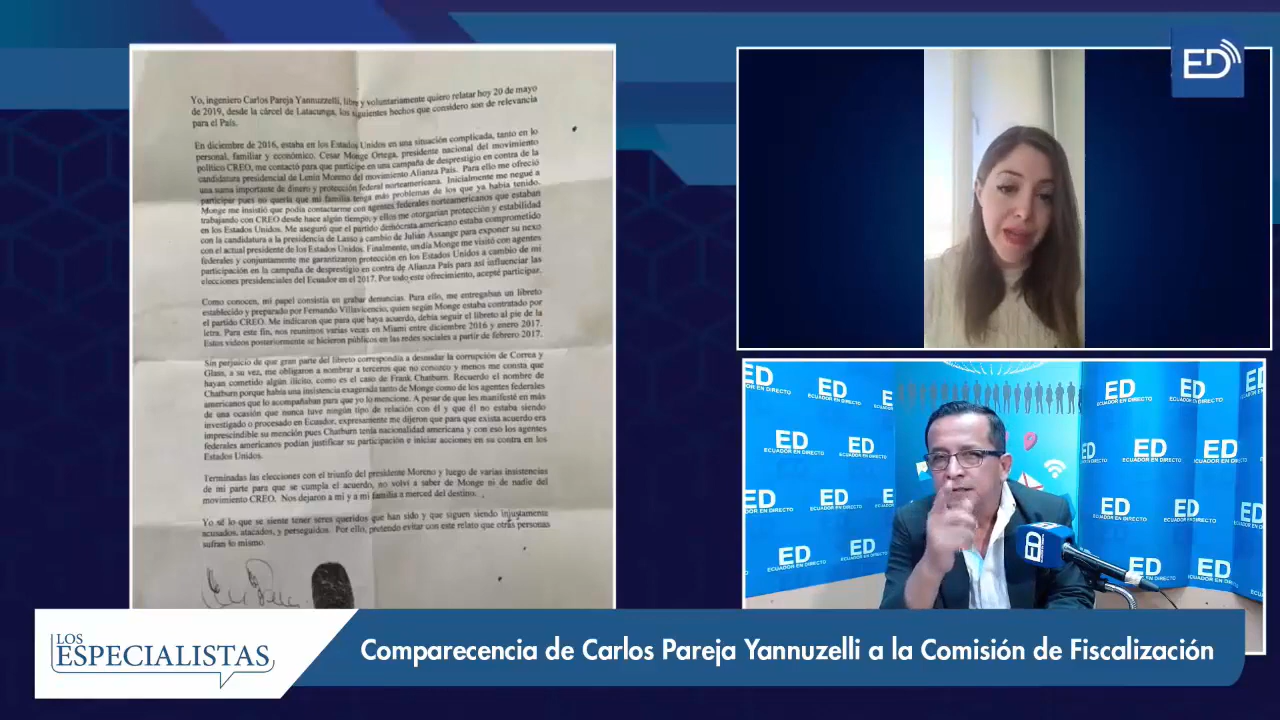 Yo, ingeniero Carlos Pareja Yannuzzelli, libre y voluntariamente quiero relatar hoy 20 de mayo
de 2019, desde la cárcel de Latacunga, los siguientes hechos que considero son de relevancia
para el País.
En diciembre de 2016, estaba en los Estados Unidos en una situación complicada, tanto en lo
personal, familiar y económico. Cesar Monge Ortega, presidente nacional del movimiento
político CREO, me contactó para que participe en una campaña de desprestigio en contra de la
candidatura presidencial de Lenin Moreno del movimiento Alianza País. Para ello me ofreció
una suma importante de dinero y protección federal norteamericana. Inicialmente me negué a
participar pues no quería que mi familia tenga más problemas de los que ya había tenido.
Monge me insistió que podía contactarme con agentes federales norteamericanos que estaban
trabajando con CREO desde hace algún tiempo, y ellos me otorgarían protección y estabilidad
en los Estados Unidos. Me aseguró que el partido demócrata americano estaba comprometido
con la candidatura a la presidencia de Lasso a cambio de Julián Assange para exponer su nexo
con el actual presidente de los Estados Unidos. Finalmente, un día Monge me visitó con agentes
federales y conjuntamente me garantizaron protección en los Estados Unidos a cambio de mi
participación en la campaña de desprestigio en contra de Alianza País para así influenciar las
elecciones presidenciales del Ecuador en el 2017. Por todo este ofrecimiento, acepté participar.
Como conocen, mi papel consistía en grabar denuncias. Para ello, me entregaban un libreto
establecido y preparado por Fernando Villavicencio, quien según Monge estaba contratado por
el partido CREO. Me indicaron que para que haya acuerdo, debía seguir el libreto al pie de la
letra. Para este fin, nos reunimos varias veces en Miami entre diciembre 2016 y enero 2017.
Estos videos posteriormente se hicieron públicos en las redes sociales a partir de febrero 2017.
Sin perjuicio de que gran parte del libreto correspondía a desnudar la corrupción de Correa y
Glass, a su vez, me obligaron a nombrar a terceros que no conozco y menos me consta que
hayan cometido algún ilícito, como es el caso de Frank Chatburn. Recuerdo el nombre de
Chatburn porque había una insistencia exagerada tanto de Monge como de los agentes federales
americanos que lo acompañaban para que yo lo mencione. A pesar de que les manifesté en más
de una ocasión que nunca tuve ningún tipo de relación con él y que él no estaba siendo
investigado o procesado en Ecuador, expresamente me dijeron que para que exista acuerdo era
imprescindible su mención pues Chatburn tenía nacionalidad americana y con eso los agentes
federales americanos podían justificar su participación e iniciar acciones en su contra en los
Estados Unidos.
Terminadas las elecciones con el triunfo del presidente Moreno y luego de varias insistencias
de mi parte para que se cumpla el acuerdo, no volví a saber de Monge ni de nadie del
movimiento CREO. Nos dejaron a mi y a mi familia a merced del destino.
Yo sé lo que se siente tener seres queridos que han sido y que siguen siendo injustamente
acusados, atacados, y perseguidos. Por ello, pretendo evitar con este relato que otras personas
sufran lo mismo.
ED
ED
ECUADOR EN DIRECTO
ED
ECUADOR EN DIRECTO
ED
ECUADOR EN DIRECTO
ED
ECUADOR EN DIRECTO
ED
ECUADOR EN DIRECTO
ED
LOS
ESPECIALISTAS
Comparecencia de Carlos Pareja Yannuzelli a la Comisión de Fiscalización